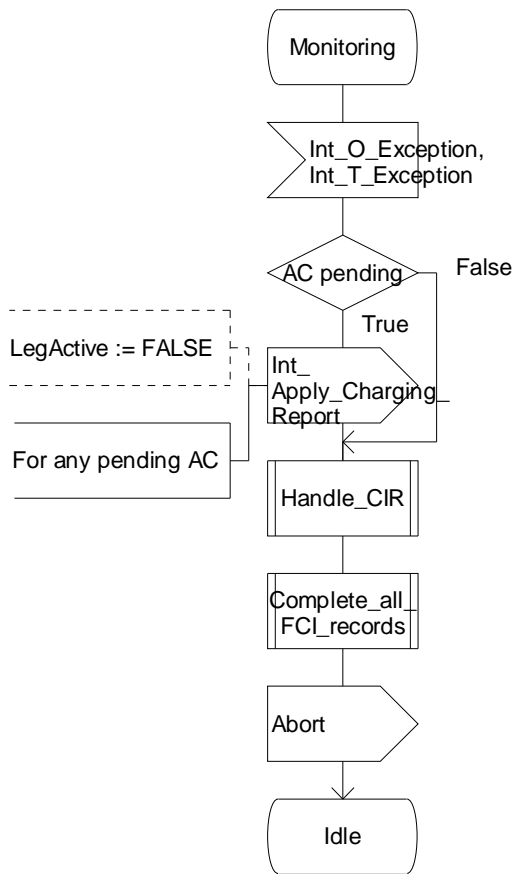 Monitoring
Int_O_Exception,
Int_T_Exception
AC pending
False
True
LegActive := FALSE
Int_
Apply_Charging_
Report
For any pending AC
Handle_CIR
Complete_all_
FCI_records
Abort
Idle